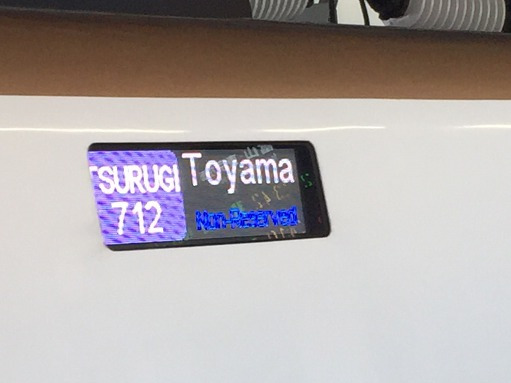 TSURUGI
712
Toyama
Non-Reserved